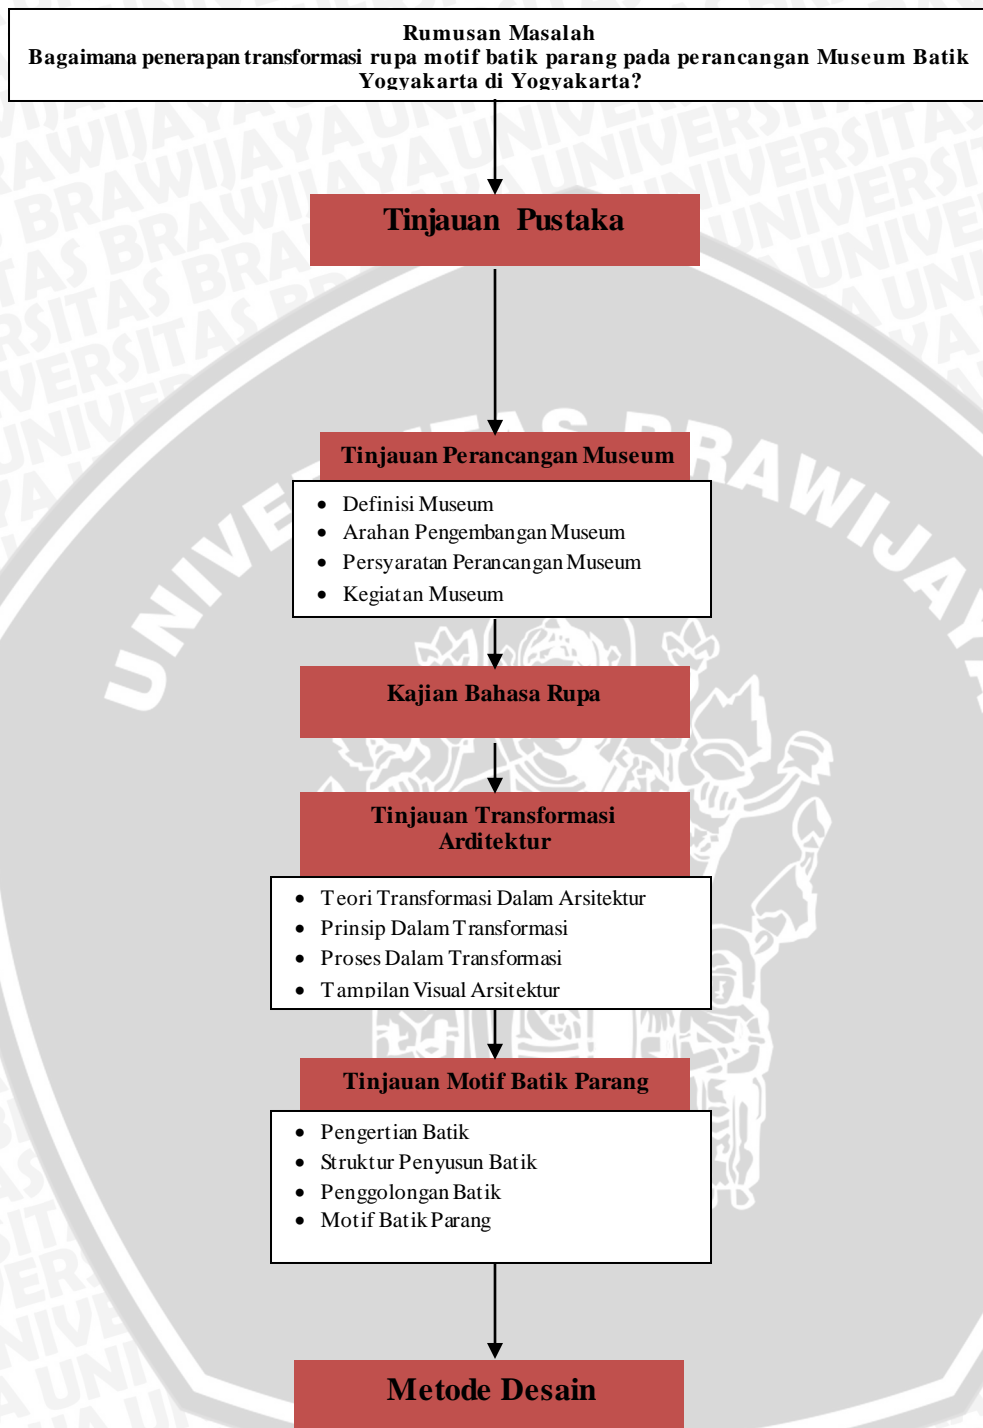 Rumusan Masalah
Bagaimana penerapan transformasi rupa motif batik parang pada perancangan Museum Batik
Yogyakarta di Yogyakarta?
Tinjauan Pustaka
Tinjauan Perancangan Museum
• Definisi Museum
• Arahan Pengembangan Museum
• Persyaratan Perancangan Museum
• Kegiatan Museum
Kajian Bahasa Rupa
Tinjauan Transformasi
Arditektur
• Teori Transformasi Dalam Arsitektur
• Prinsip Dalam Transformasi
• Proses Dalam Transformasi
• Tampilan Visual Arsitektur
Tinjauan Motif Batik Parang
• Pengertian Batik
• Struktur Penyusun Batik
• Penggolongan Batik
• Motif Batik Parang
Metode Desain